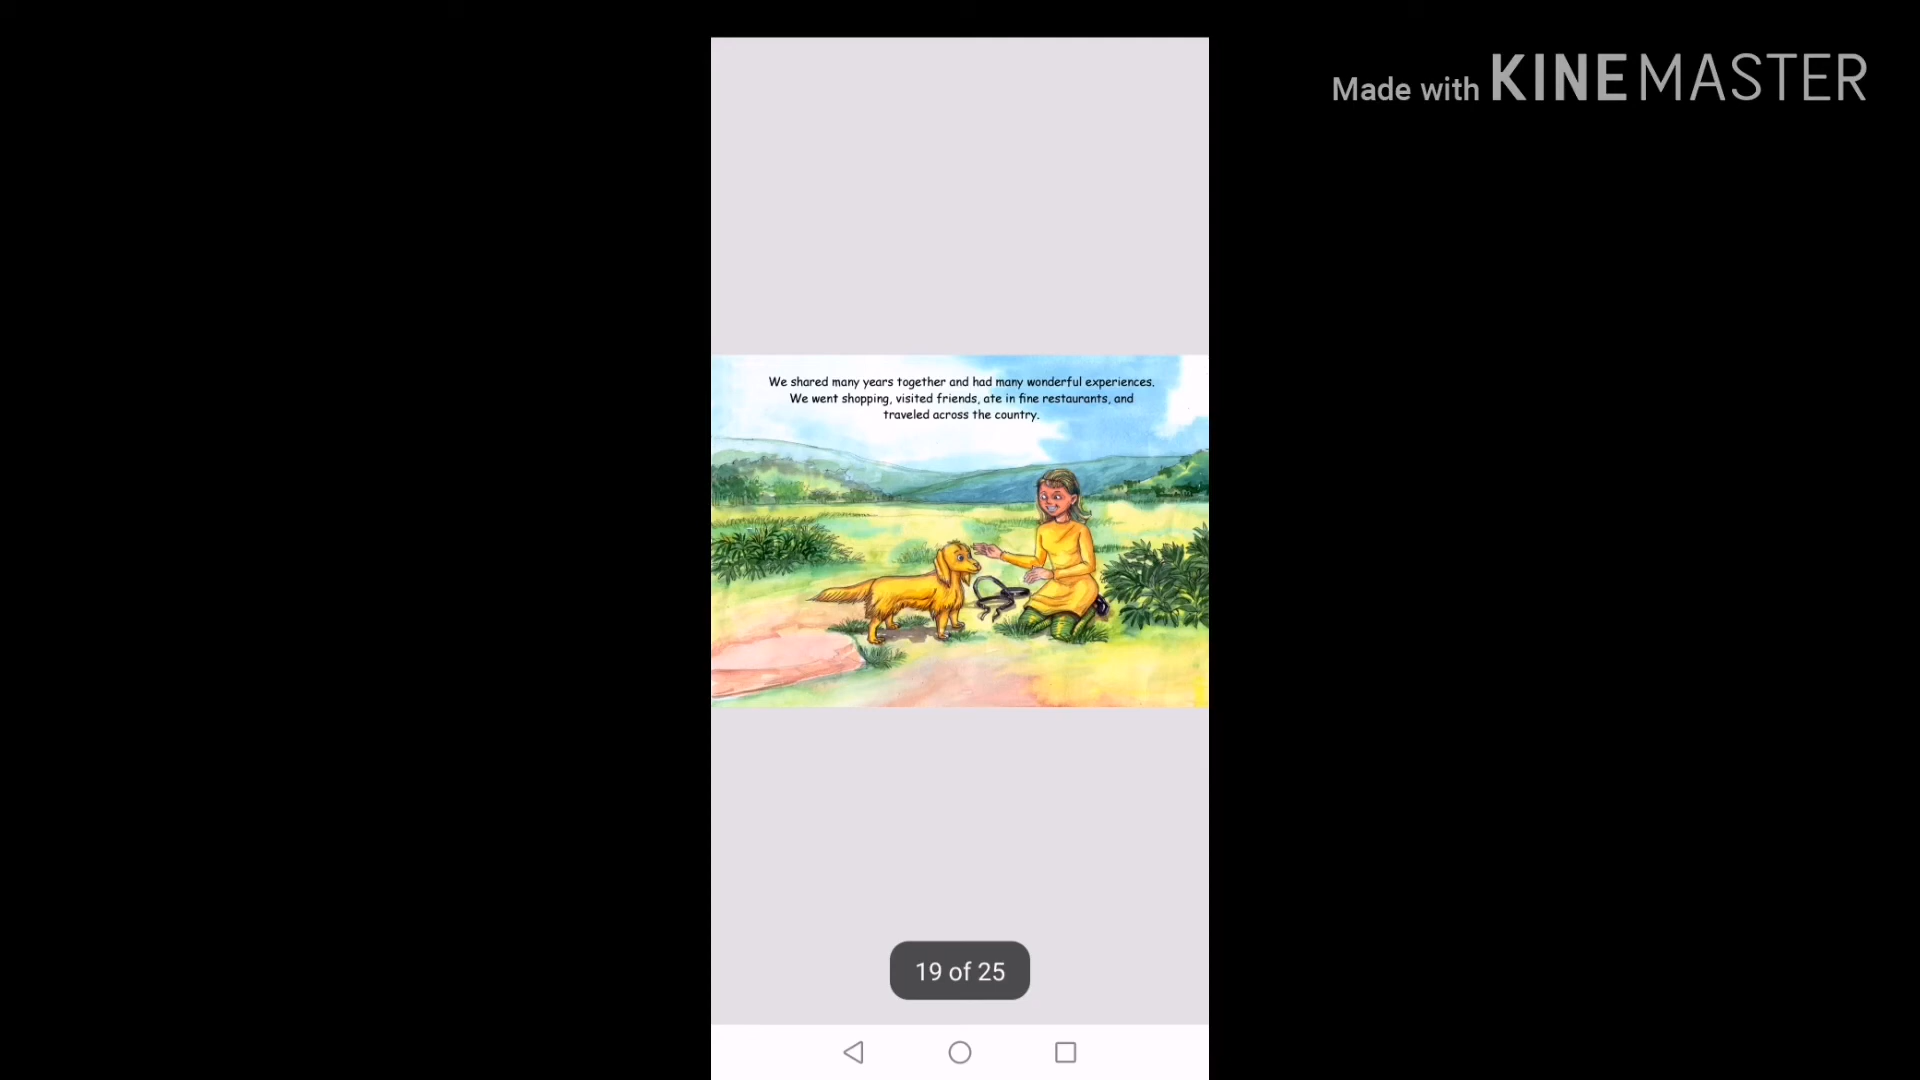 Made with KINEMASTER
We shared many years together and had many wonderful experiences.
We went shopping, visited friends, ate in fine restaurants, and
traveled across the country.
19 of 25